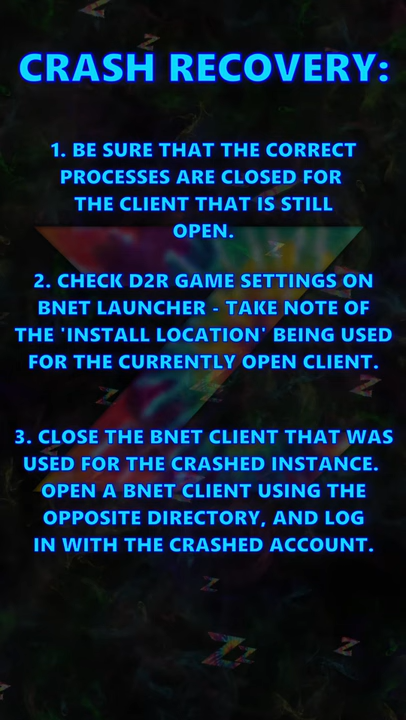 CRASH RECOVERY:
1. BE SURE THAT THE CORRECT
PROCESSES ARE CLOSED FOR
THE CLIENT THAT IS STILL
OPEN.
2. CHECK D2R GAME SETTINGS ON
BNET LAUNCHER - TAKE NOTE OF
THE 'INSTALL LOCATION' BEING USED
FOR THE CURRENTLY OPEN CLIENT.
3. CLOSE THE BNET CLIENT THAT WAS
USED FOR THE CRASHED INSTANCE.
OPEN A BNET CLIENT USING THE
OPPOSITE DIRECTORY, AND LOG
IN WITH THE CRASHED ACCOUNT.